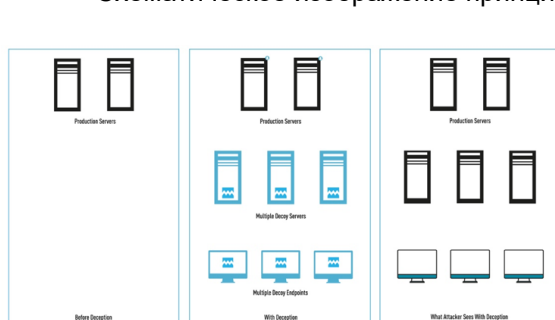 Схематическое изображение
Production Servers
Before Deception
Production Servers
Multiple Decoy Servers
Multiple Decoy Endpoints
With Deception
Production Servers
What Attacker Sees With Deception